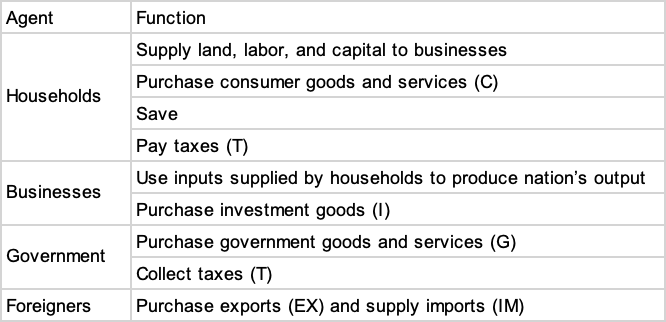 Agent Function
Households
Supply land, labor, and capital to businesses
Purchase consumer goods and services (C)
Save
Pay taxes (T)
Businesses
Use inputs supplied by households to produce nation's output
Purchase investment goods (I)
Government
Purchase government goods and services (G)
Collect taxes (T)
Foreigners Purchase exports (EX) and supply imports (IM)